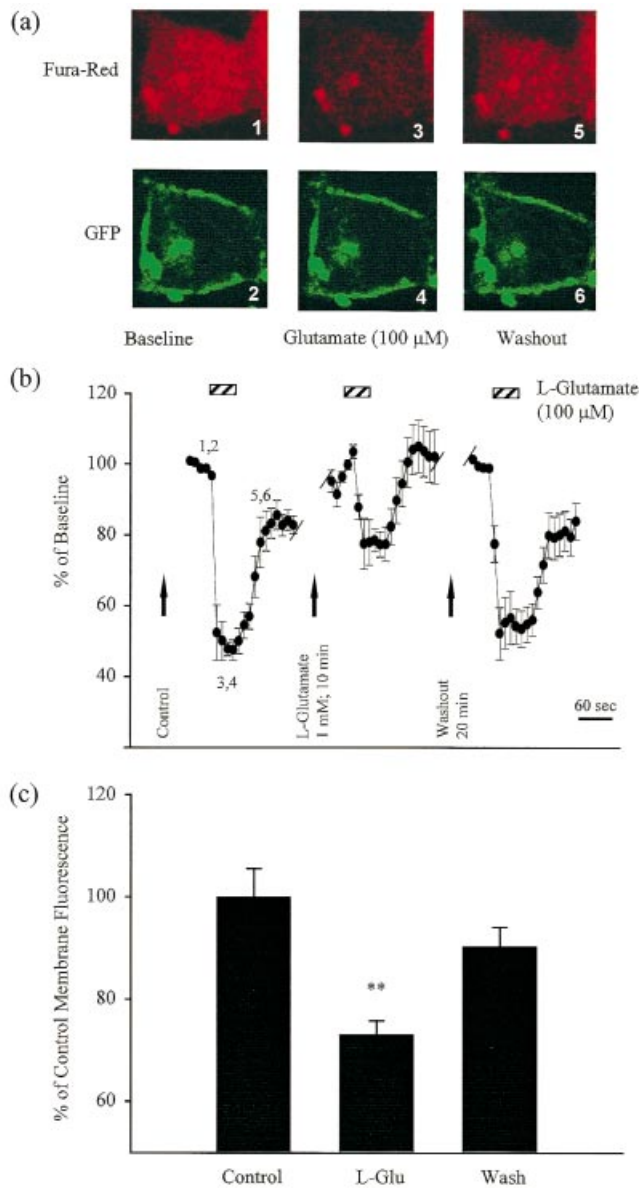 (a)
Fura-Red
1
3
5
GFP
2
4
6
Baseline
Glutamate (100 µM)
Washout
(b)
120
100
80
60
40
% of Baseline
L-Glutamate
(100 µM)
1,2
3,4
5,6
Control
L-Glutamate
1 mM; 10 min
Washout
20 min
60 sec
(c)
120
100
80
60
% of Control Membrane Fluorescence
**
Control
L-Glu
Wash